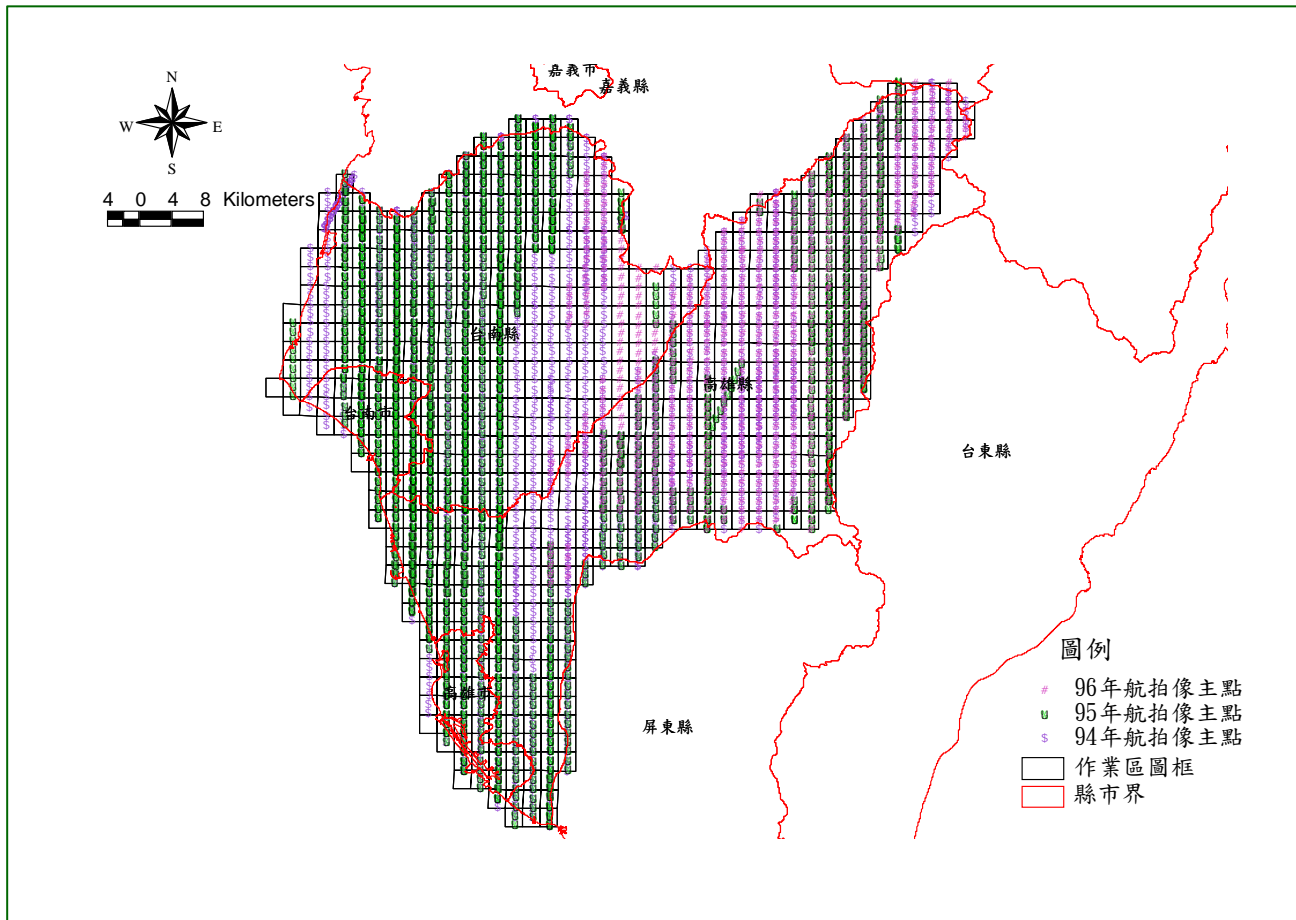 嘉義市
嘉義縣
N
W
E
S
4 0 4 8 Kilometers
台南縣
高雄縣
台南市
台東縣
高雄市
屏東縣
圖例
# 96年航拍像主點
U 95年航拍像主點
$ 94年航拍像主點
作業區圖框
縣市界